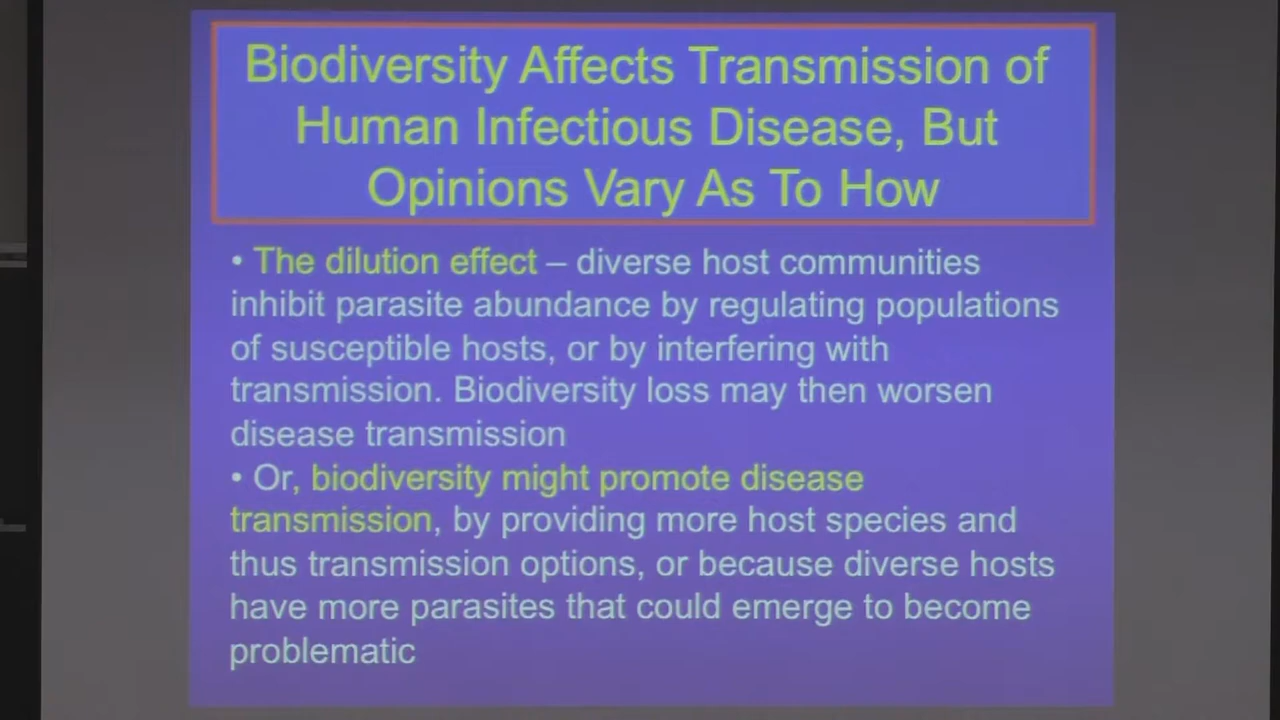 Biodiversity Affects Transmission of
Human Infectious Disease, But
Opinions Vary As To How
• The dilution effect – diverse host communities
inhibit parasite abundance by regulating populations
of susceptible hosts, or by interfering with
transmission. Biodiversity loss may then worsen
disease transmission
• Or, biodiversity might promote disease
transmission, by providing more host species and
thus transmission options, or because diverse hosts
have more parasites that could emerge to become
problematic